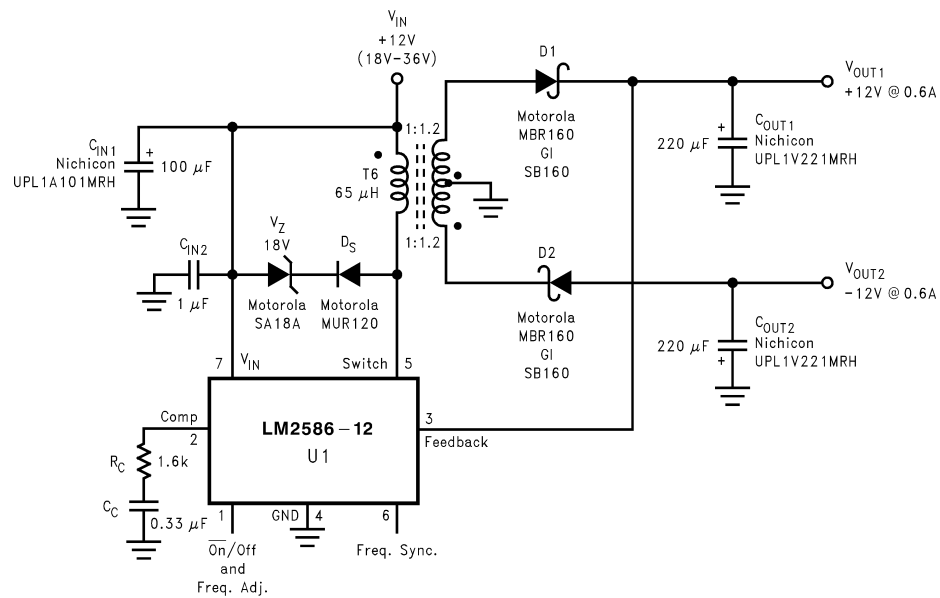 V_IN
+12V
(18V-36V)
C_IN1
Nichicon
UPL1A101MRH
+
100 μF
1:1.2
T6
65 μH
1:1.2
D1
Motorola
MBR160
GI
SB160
V_OUT1
+12V @ 0.6A
+
220 μF
C_OUT1
Nichicon
UPL1V221MRH
C_IN2
1 μF
V_Z
18V
Motorola
SA18A
D_S
Motorola
MUR120
D2
Motorola
MBR160
GI
SB160
V_OUT2
-12V @ 0.6A
220 μF
+
C_OUT2
Nichicon
UPL1V221MRH
7
V_IN
Switch
5
Comp
2
LM2586-12
U1
3
Feedback
R_C
1.6k
C_C
0.33 μF
1
GND
4
6
O̅n̅/Off
and
Freq. Adj.
Freq. Sync.